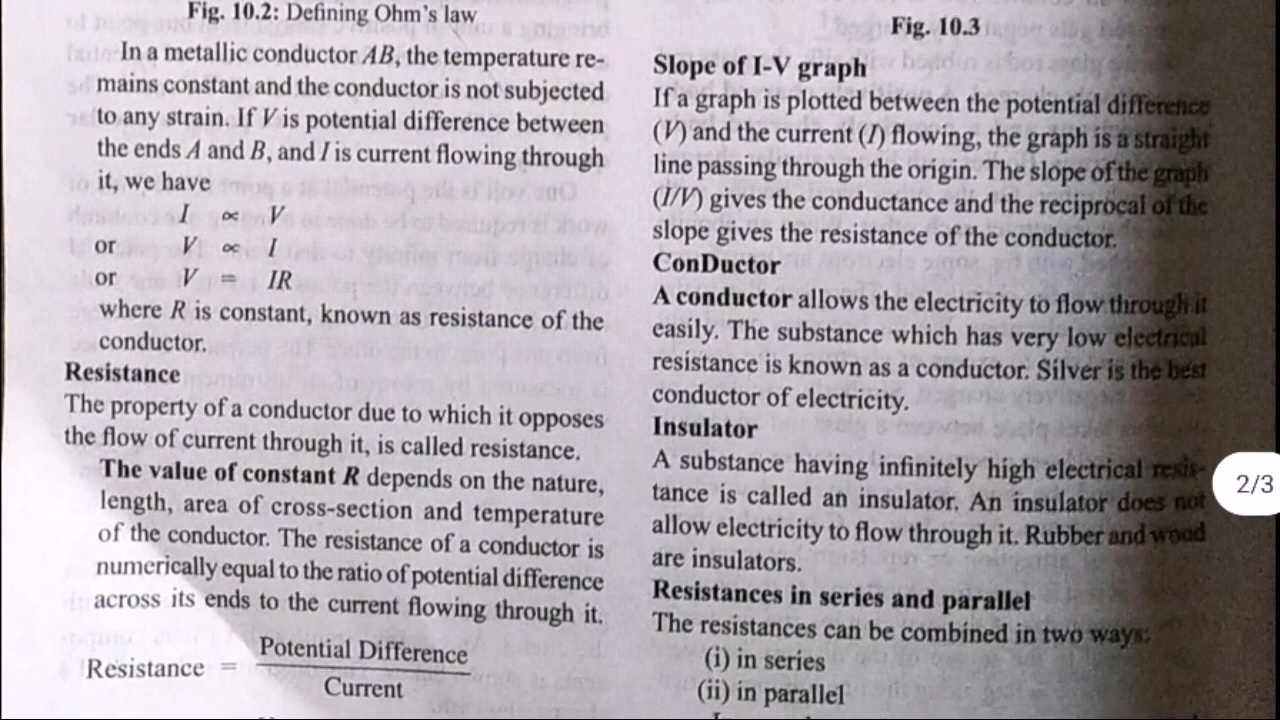 Fig. 10.2: Defining Ohm's law
In a metallic conductor AB, the temperature re-
mains constant and the conductor is not subjected
to any strain. If V is potential difference between
the ends A and B, and I is current flowing through
it, we have
I ∝ V
or V ∝ I
or V = IR
where R is constant, known as resistance of the
conductor.
Resistance
The property of a conductor due to which it opposes
the flow of current through it, is called resistance.
The value of constant R depends on the nature,
length, area of cross-section and temperature
of the conductor. The resistance of a conductor is
numerically equal to the ratio of potential difference
across its ends to the current flowing through it.
Resistance = Potential Difference
Current
Fig. 10.3
Slope of I-V graph
If a graph is plotted between the potential difference
(V) and the current (I) flowing, the graph is a straight
line passing through the origin. The slope of the graph
(I/V) gives the conductance and the reciprocal of the
slope gives the resistance of the conductor.
ConDuctor
A conductor allows the electricity to flow through it
easily. The substance which has very low electrical
resistance is known as a conductor. Silver is the best
conductor of electricity.
Insulator
A substance having infinitely high electrical resis-
tance is called an insulator. An insulator does not
allow electricity to flow through it. Rubber and wood
are insulators.
Resistances in series and parallel
The resistances can be combined in two ways:
(i) in series
(ii) in parallel
2/3